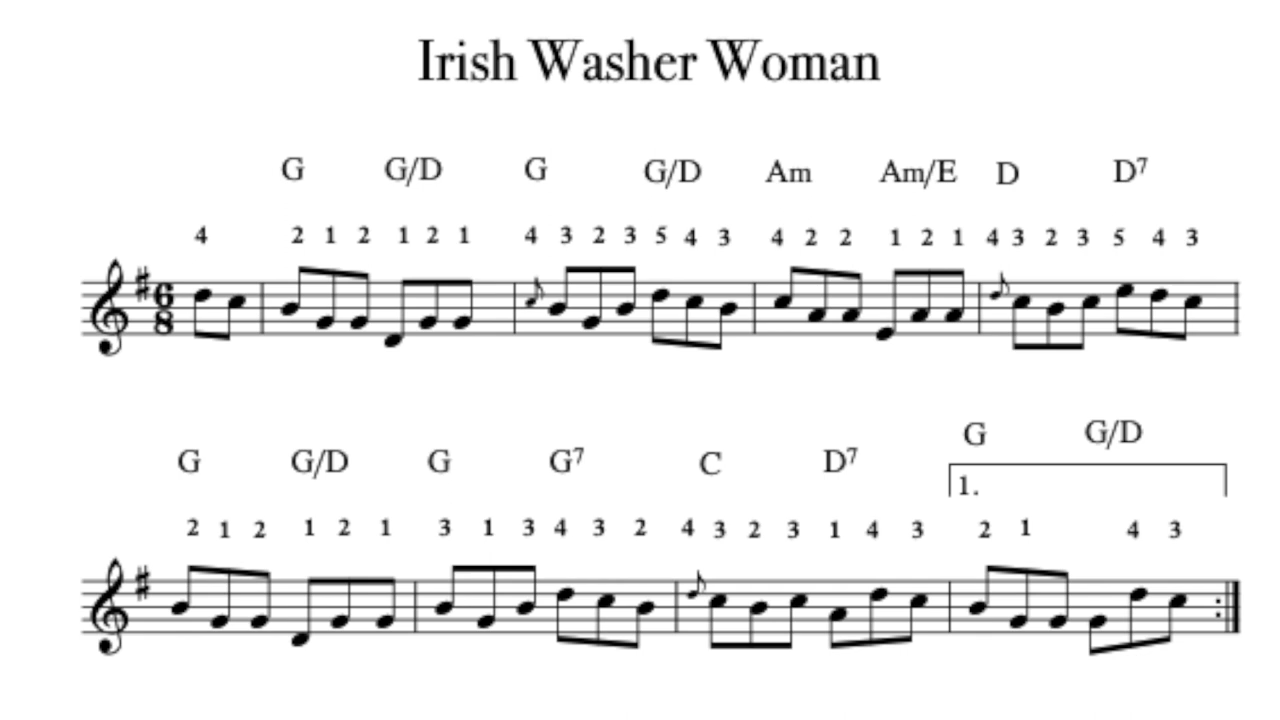 Irish Washer Woman
G G/D G G/D Am Am/E D D7
4 2 1 2 1 2 1 4 3 2 3 5 4 3 4 2 2 1 2 1 4 3 2 3 5 4 3
6
8
G G/D
G G/D G G7 C D7
1.
2 1 2 1 2 1 3 1 3 4 3 2 4 3 2 3 1 4 3 2 1 4 3